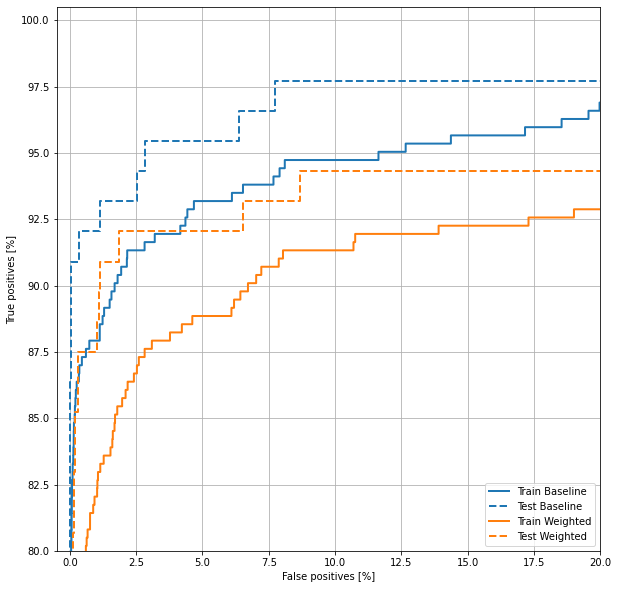 100.0
97.5
95.0
92.5
90.0
87.5
85.0
82.5
80.0
True positives [%]
0.0 2.5 5.0 7.5 10.0 12.5 15.0 17.5 20.0
False positives [%]
Train Baseline
Test Baseline
Train Weighted
Test Weighted